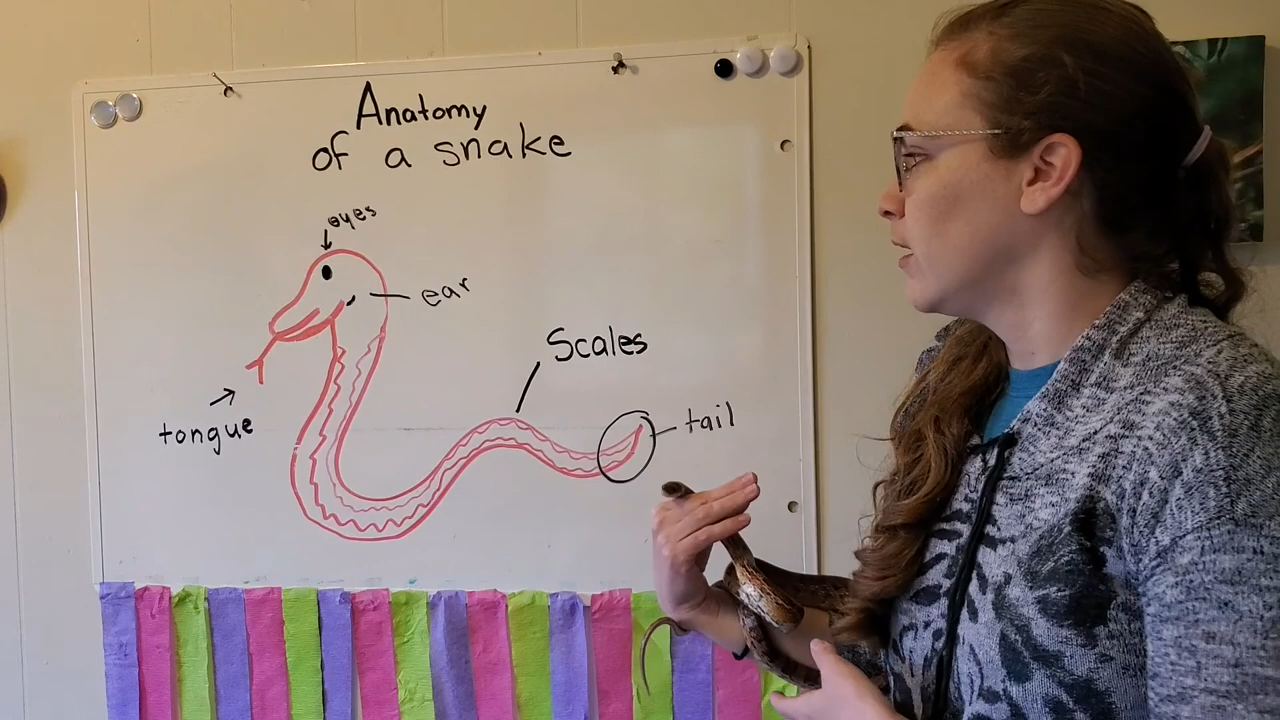 Anatomy
of a snake
eyes
ear
Scales
tongue
tail